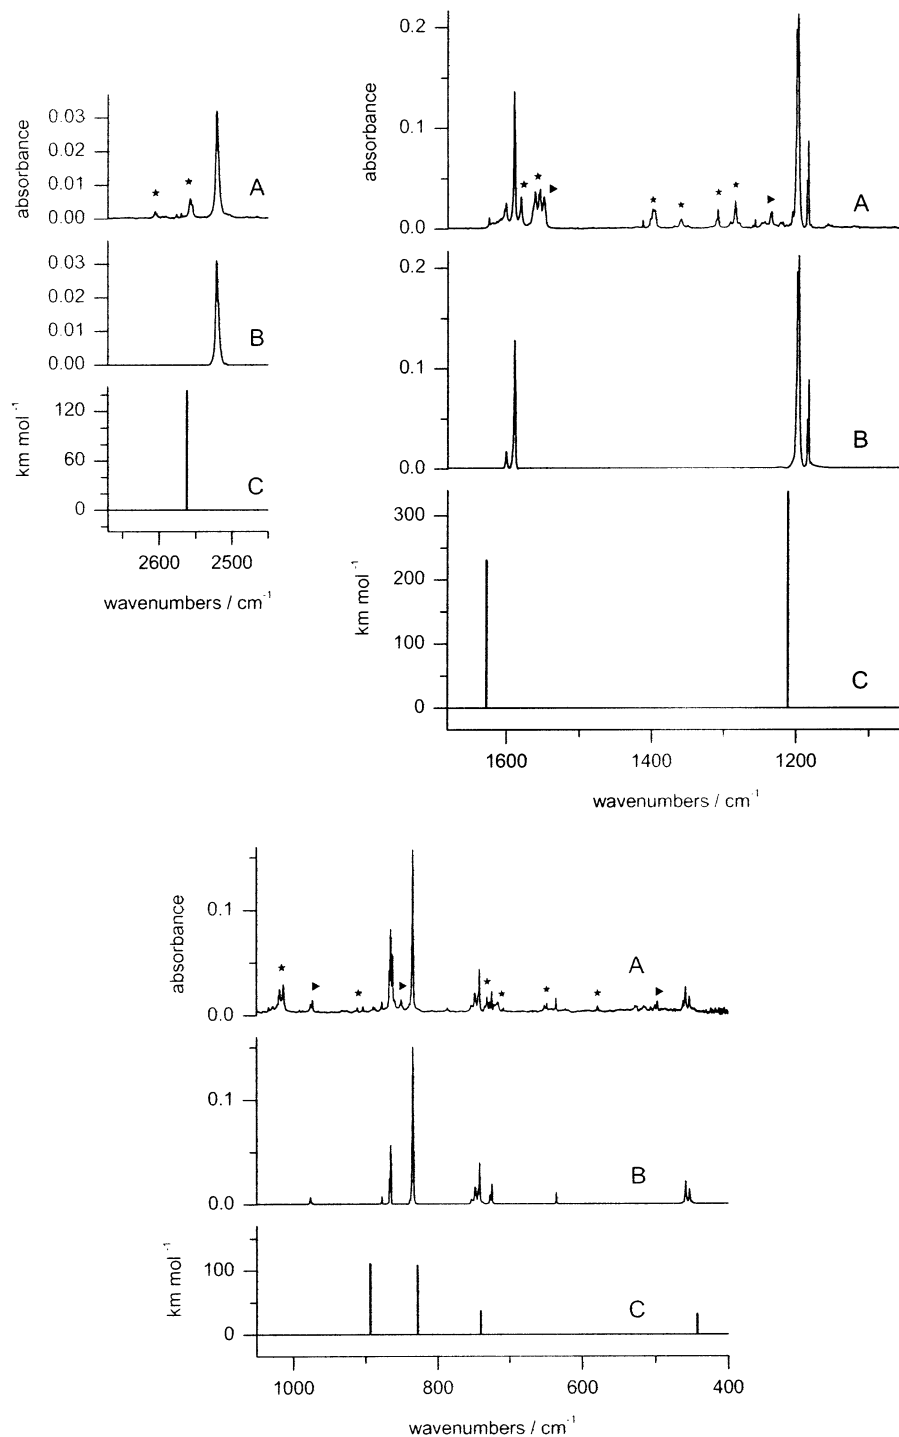 absorbance
0.03
0.02
0.01
0.00
★ ★
A
0.03
0.02
0.01
0.00
B
km mol⁻¹
120
60
0
C
2600 2500
wavenumbers / cm⁻¹
absorbance
0.2
0.1
0.0
★ ★ ► ★ ★ ★ ★ ►
A
0.2
0.1
0.0
B
km mol⁻¹
300
200
100
0
C
1600 1400 1200
wavenumbers / cm⁻¹
absorbance
0.1
0.0
★ ► ★ ► ★ ★ ★ ★ ►
A
0.1
0.0
B
km mol⁻¹
100
0
C
1000 800 600 400
wavenumbers / cm⁻¹